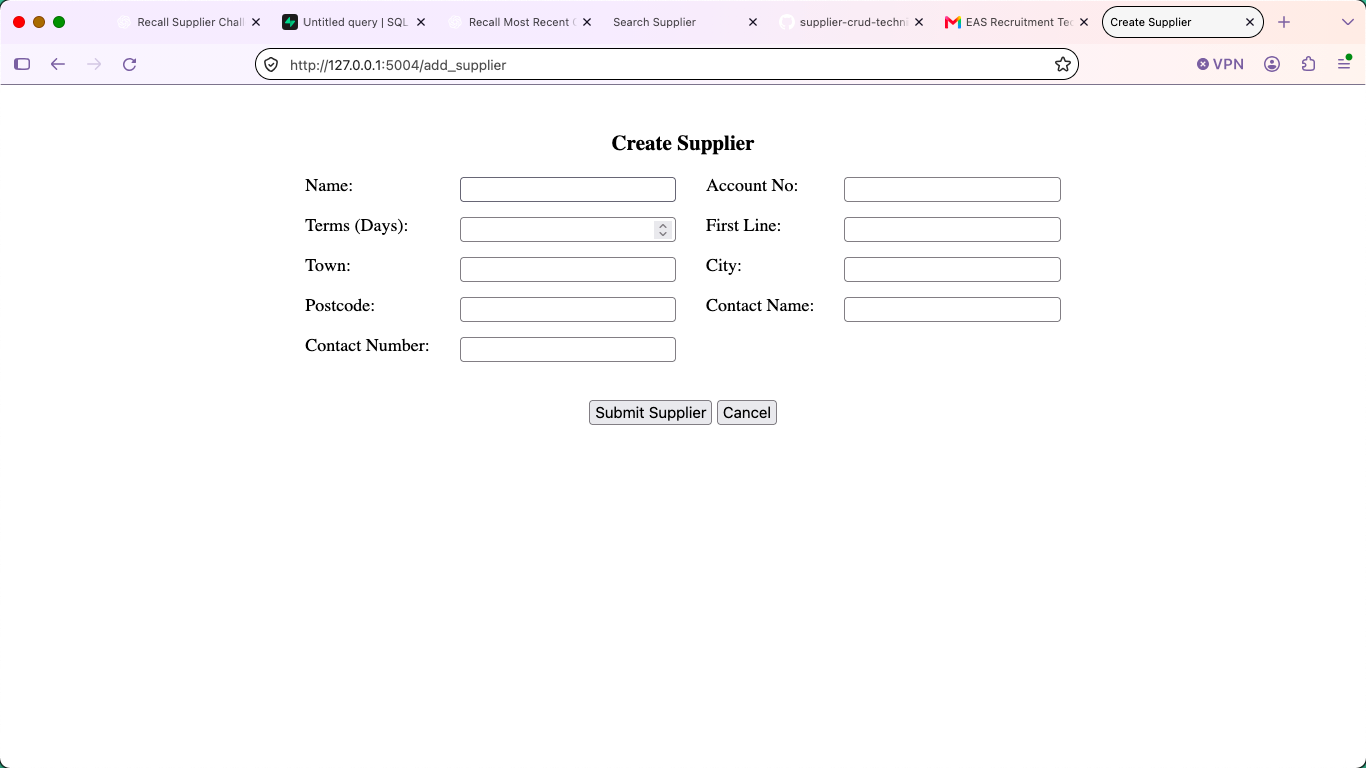 Recall Supplier Chall
Untitled query | SQL
Recall Most Recent
Search Supplier
supplier-crud-techni
EAS Recruitment Tec
Create Supplier
http://127.0.0.1:5004/add_supplier
VPN
Create Supplier
Name:
Account No:
Terms (Days):
First Line:
Town:
City:
Postcode:
Contact Name:
Contact Number:
Submit Supplier
Cancel